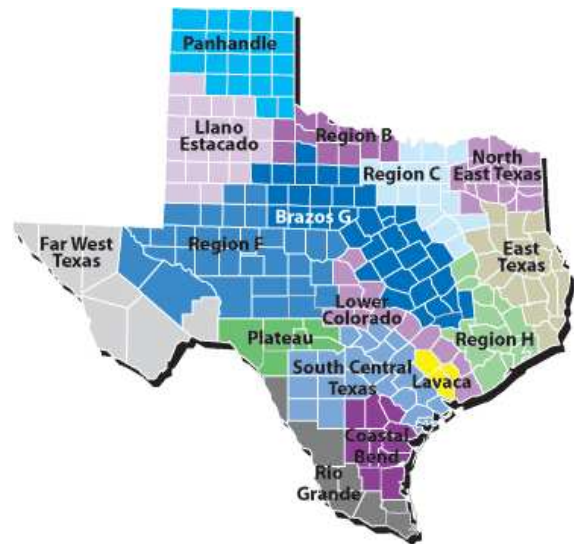 Panhandle
Llano
Estacado
Region B
Region C
North
East Texas
Brazos G
Far West
Texas
Region F
East
Texas
Lower
Colorado
Plateau
Region H
South Central
Texas
Lavaca
Coastal
Bend
Rio
Grande